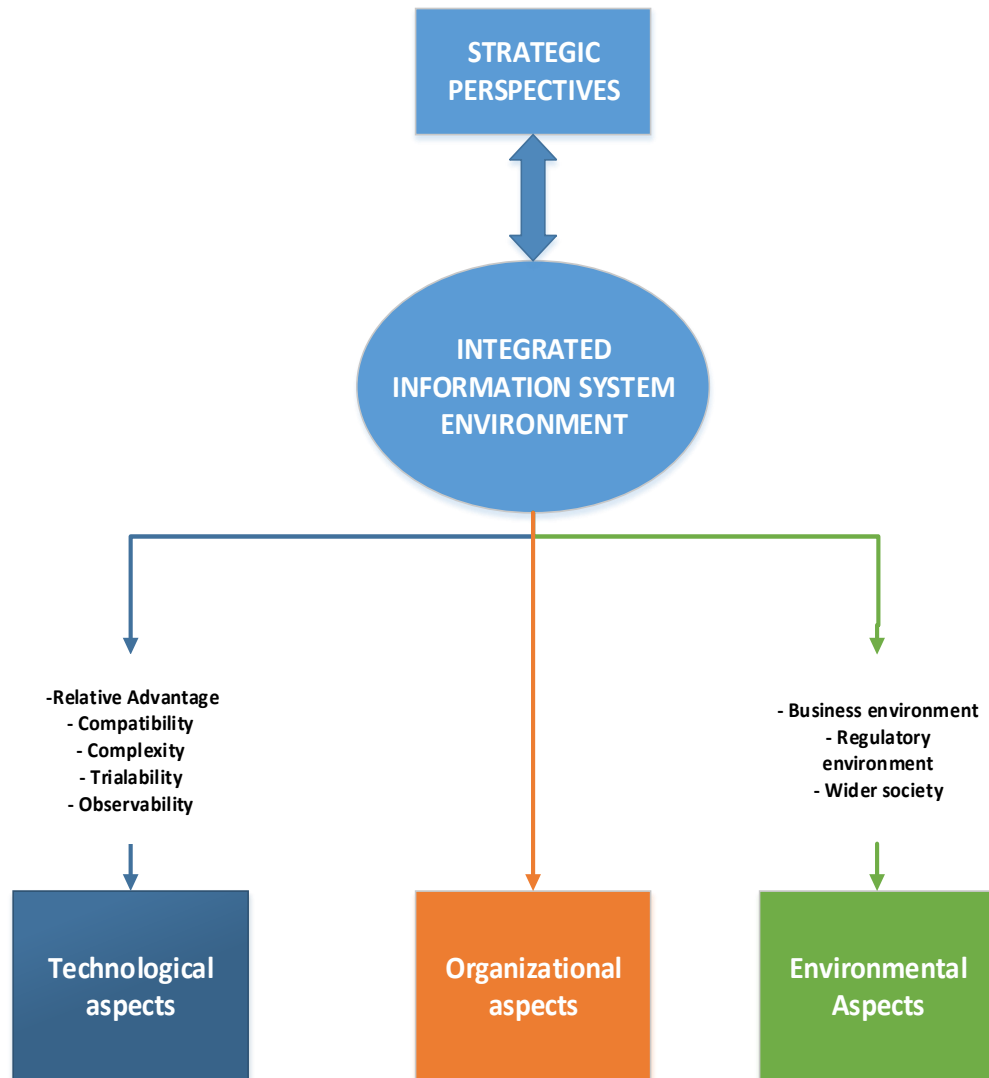 STRATEGIC
PERSPECTIVES
INTEGRATED
INFORMATION SYSTEM
ENVIRONMENT
-Relative Advantage
- Compatibility
- Complexity
- Trialability
- Observability
- Business environment
- Regulatory
environment
- Wider society
Technological
aspects
Organizational
aspects
Environmental
Aspects